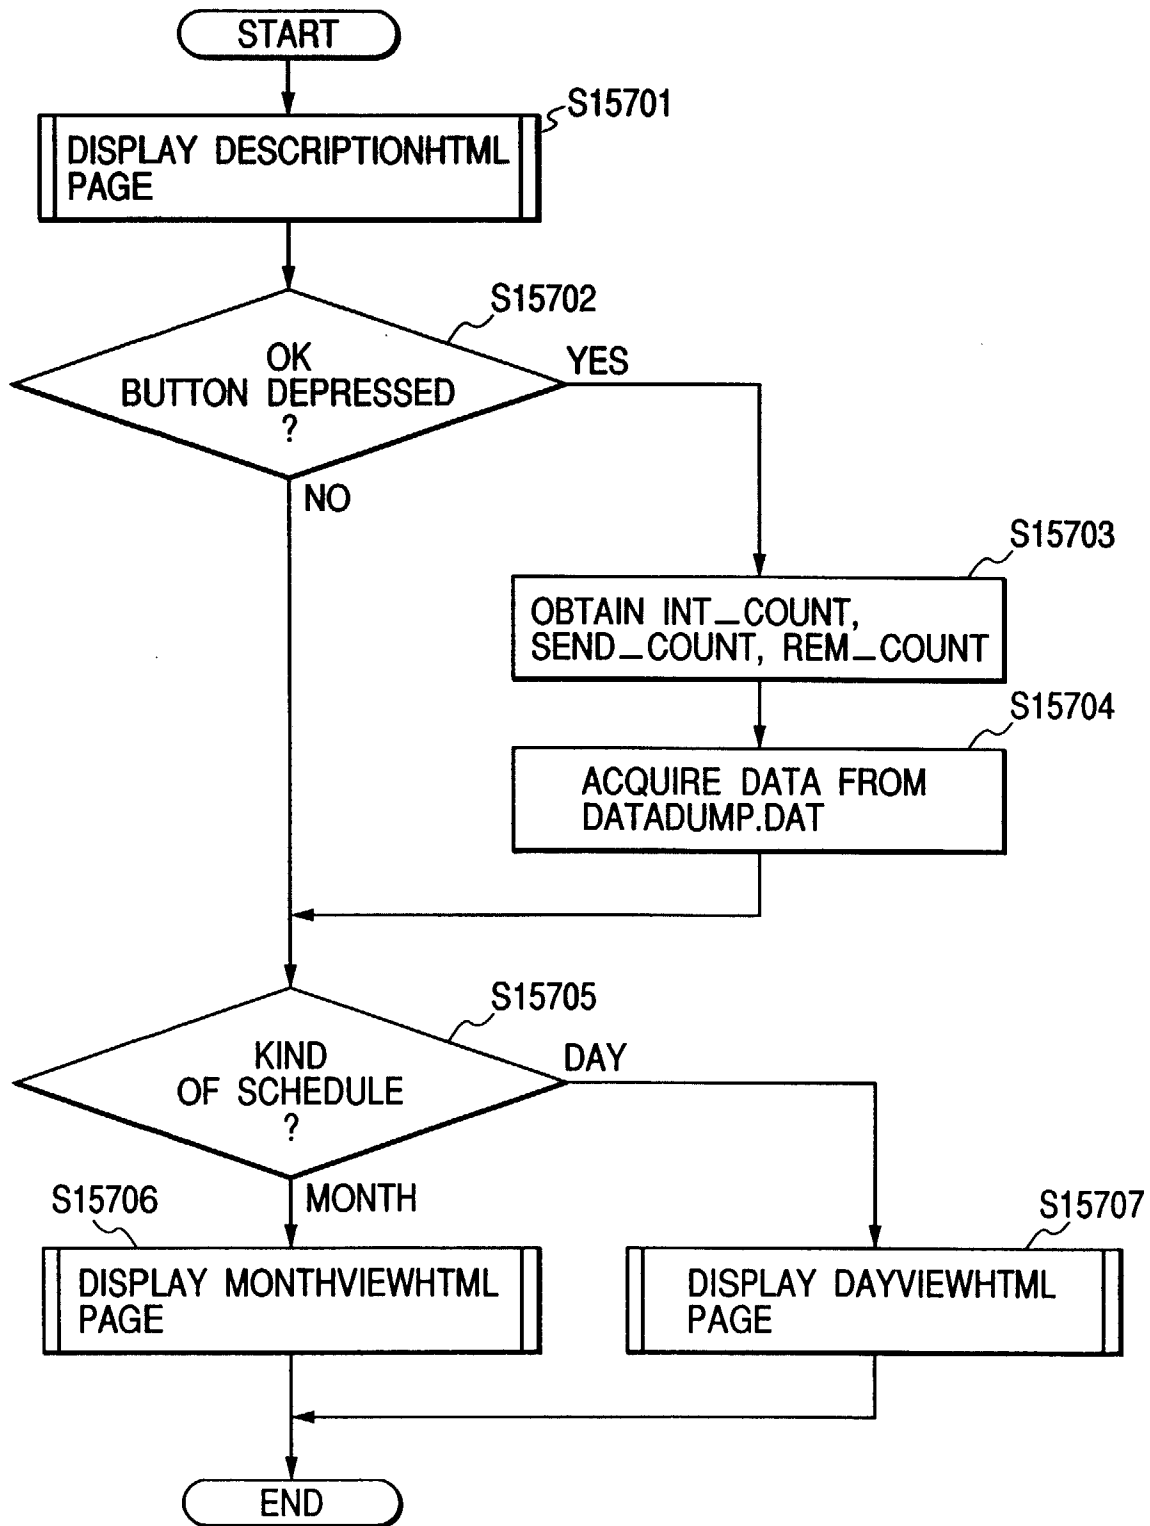 START
S15701
DISPLAY DESCRIPTIONHTML
PAGE
S15702
OK
BUTTON DEPRESSED
?
YES
NO
S15703
OBTAIN INT_COUNT,
SEND_COUNT, REM_COUNT
S15704
ACQUIRE DATA FROM
DATADUMP.DAT
S15705
KIND
OF SCHEDULE
?
DAY
MONTH
S15706
DISPLAY MONTHVIEWHTML
PAGE
S15707
DISPLAY DAYVIEWHTML
PAGE
END